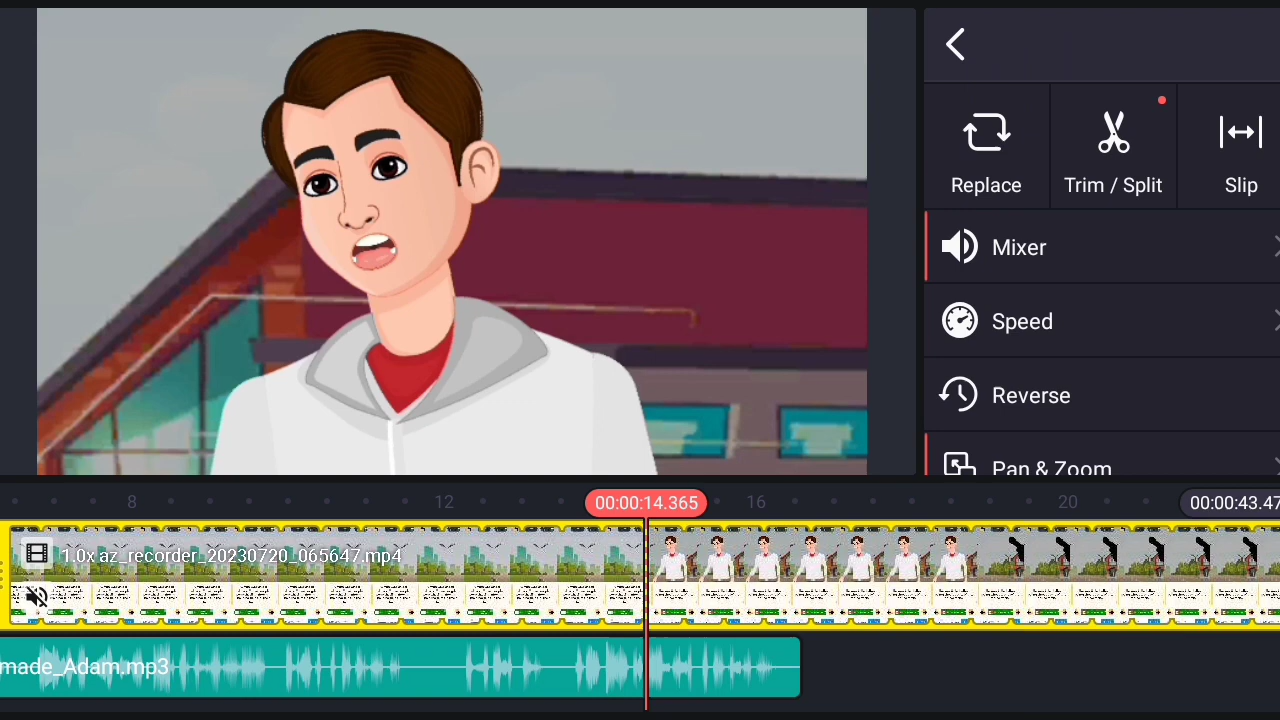 Replace
Trim / Split
Slip
Mixer
Speed
Reverse
Pan & Zoom
8
12
00:00:14.365
16
20
00:00:43.47
1.0x az_recorder_20230720_065647.mp4
made_Adam.mp3